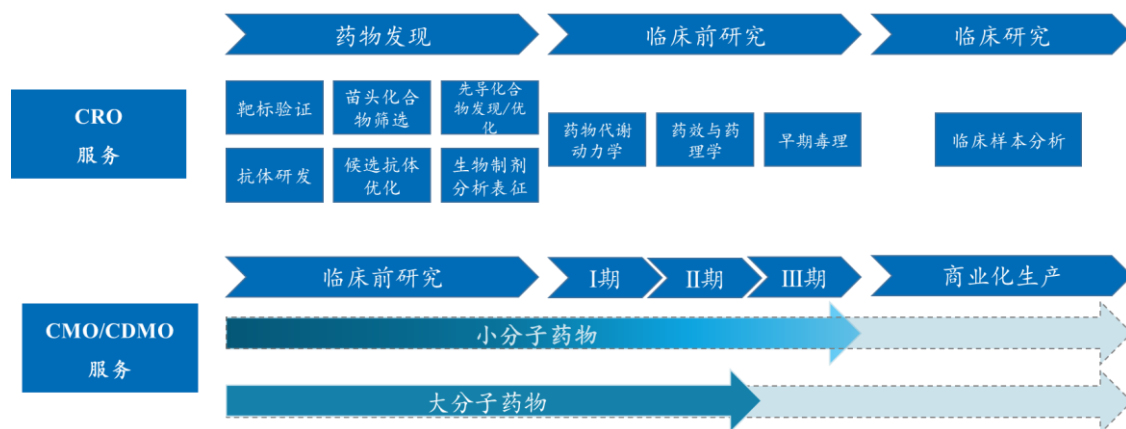 药物发现
临床前研究
临床研究
CRO
服务
靶标验证
苗头化合
物筛选
先导化合
物发现/优
化
抗体研发
候选抗体
优化
生物制剂
分析表征
药物代谢
动力学
药效与药
理学
早期毒理
临床样本分析
临床前研究
I期
II期
III期
商业化生产
CMO/CDMO
服务
小分子药物
大分子药物